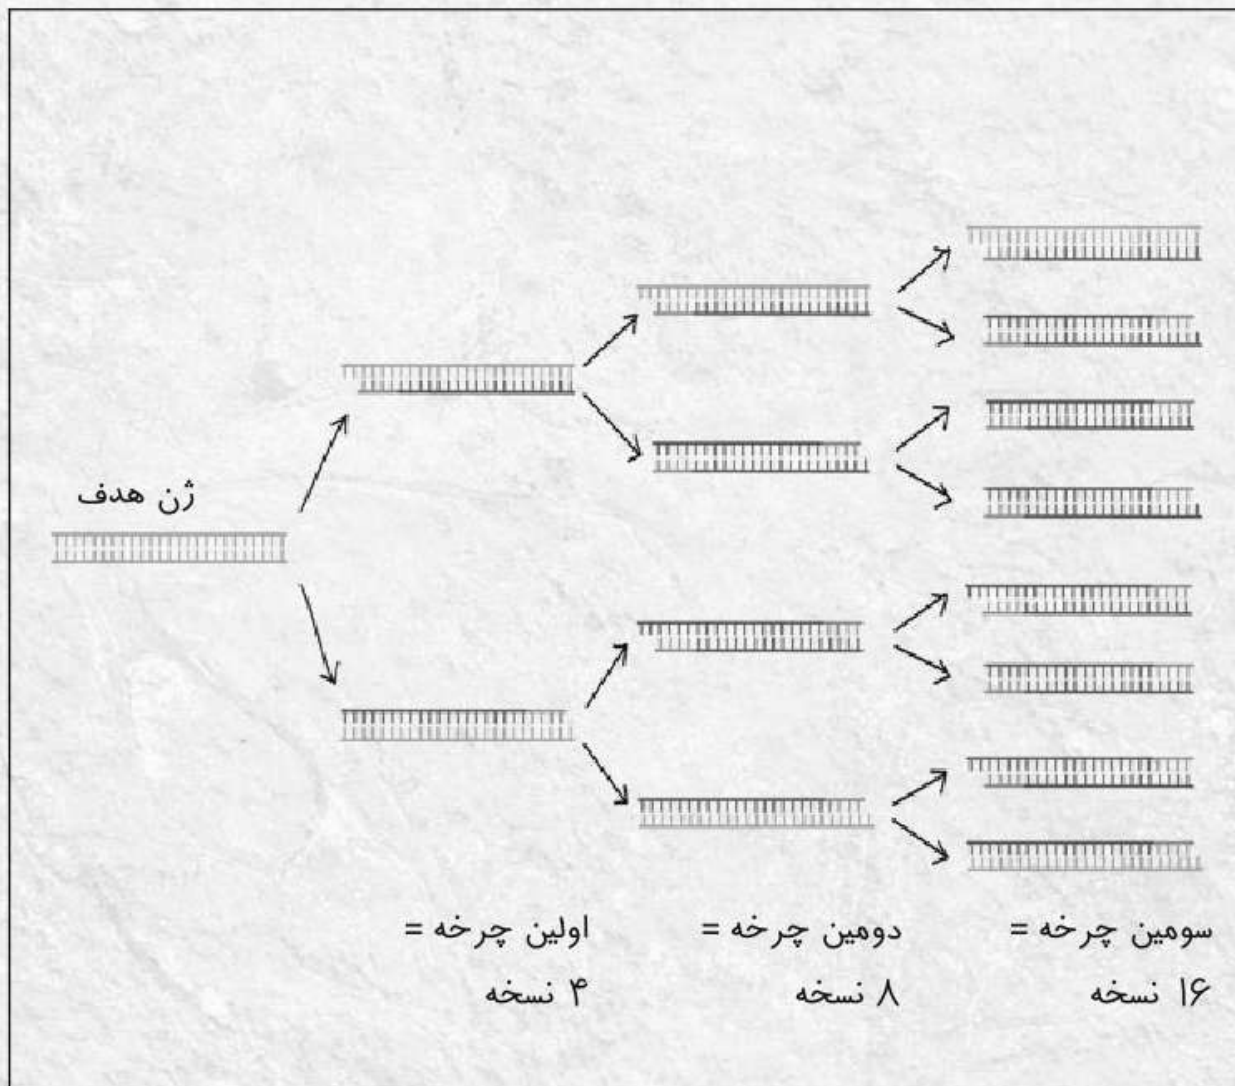 ژن هدف
اولین چرخه =
۴ نسخه
دومین چرخه =
۸ نسخه
سومین چرخه =
۱۶ نسخه